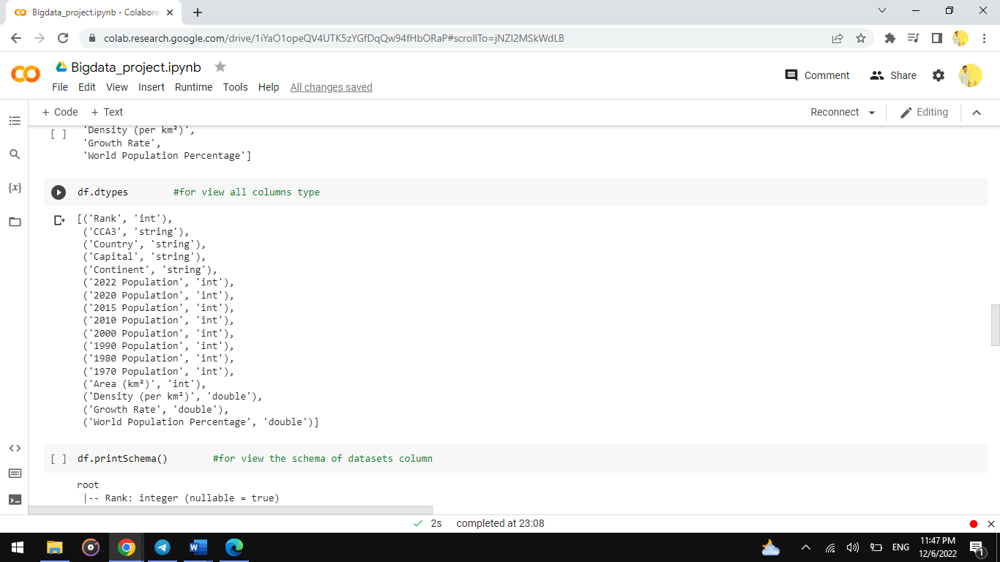 Bigdata_project.ipynb - Colabora
colab.research.google.com/drive/1iYaO1opeQV4UTK5zYGfDqQw94fHbORaP#scrollTo=jNZI2MSkWdLB
Bigdata_project.ipynb
File Edit View Insert Runtime Tools Help All changes saved
Comment Share
+ Code + Text
Reconnect Editing
[ ] 'Density (per km²)',
'Growth Rate',
'World Population Percentage']
{x}
df.dtypes #for view all columns type
[('Rank', 'int'),
('CCA3', 'string'),
('Country', 'string'),
('Capital', 'string'),
('Continent', 'string'),
('2022 Population', 'int'),
('2020 Population', 'int'),
('2015 Population', 'int'),
('2010 Population', 'int'),
('2000 Population', 'int'),
('1990 Population', 'int'),
('1980 Population', 'int'),
('1970 Population', 'int'),
('Area (km²)', 'int'),
('Density (per km²)', 'double'),
('Growth Rate', 'double'),
('World Population Percentage', 'double')]
[ ] df.printSchema() #for view the schema of datasets column
root
|-- Rank: integer (nullable = true)
2s completed at 23:08
ENG
11:47 PM
12/6/2022
1